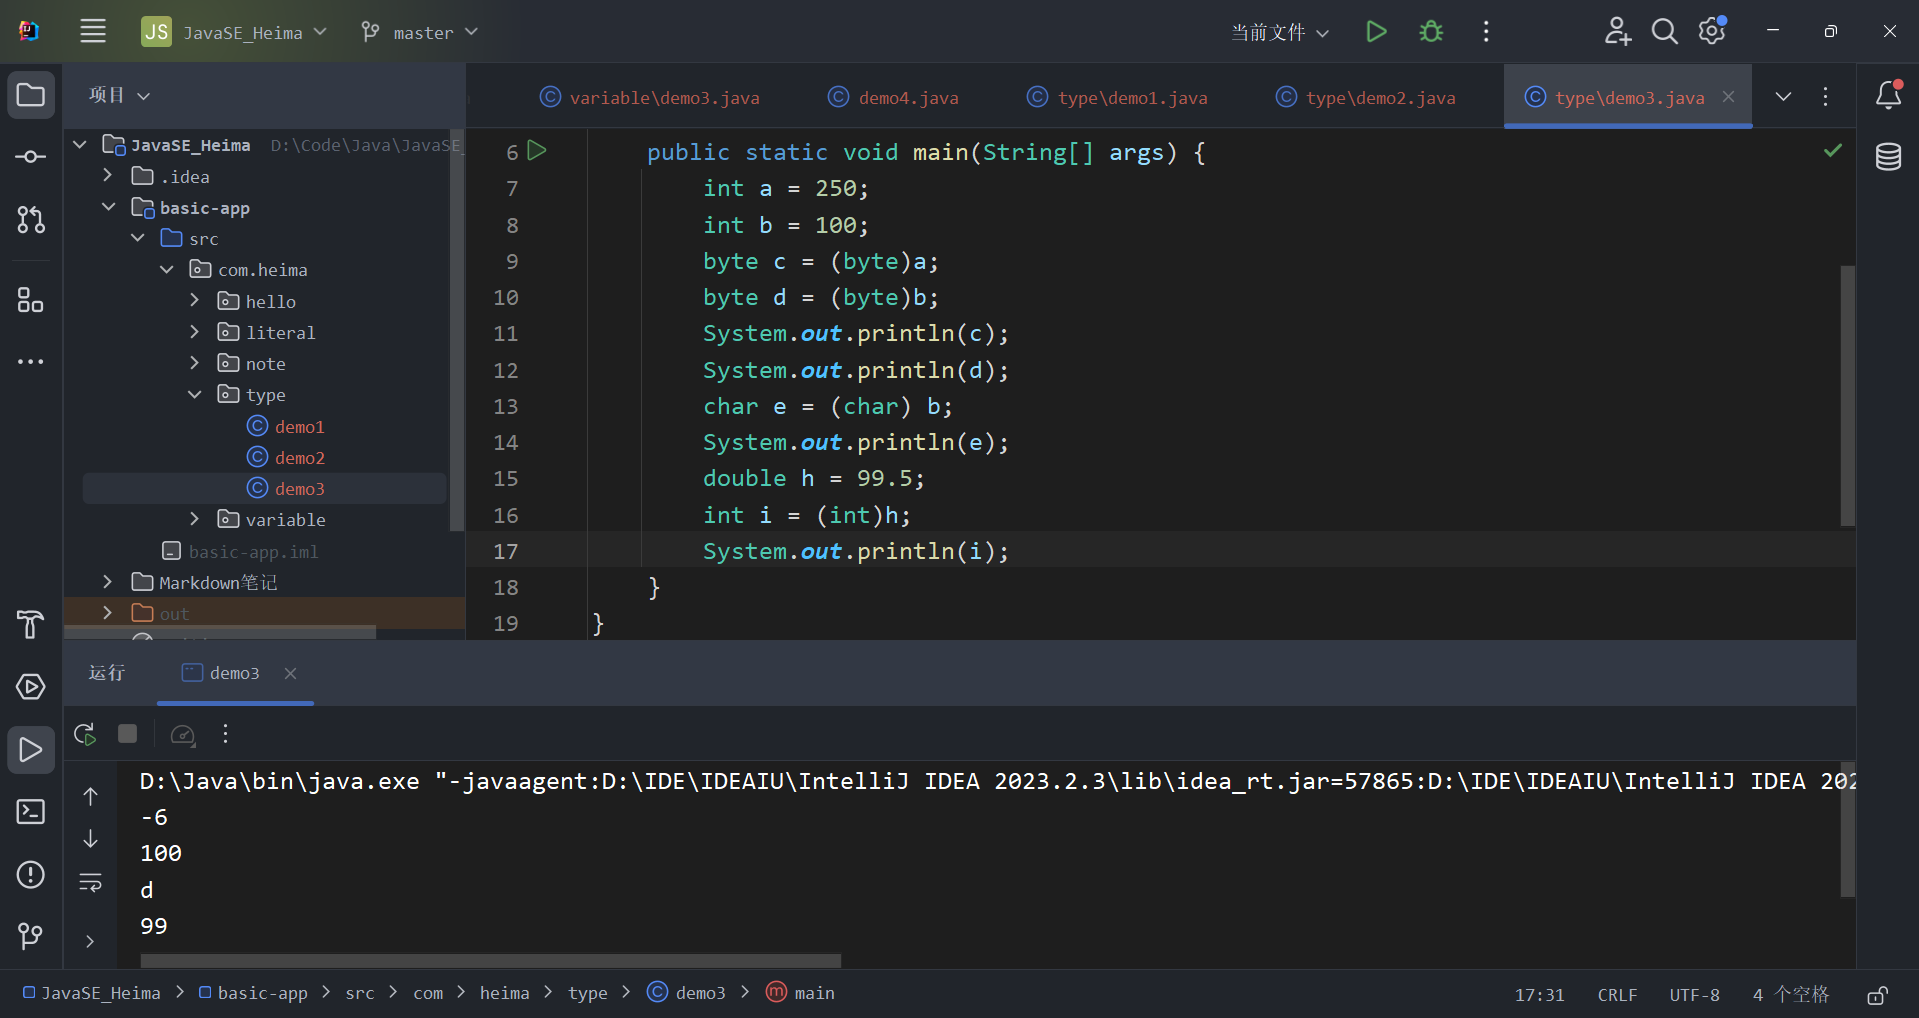 JS JavaSE_Heima master 当前文件
项目
variable\demo3.java demo4.java type\demo1.java type\demo2.java type\demo3.java
JavaSE_Heima D:\Code\Java\JavaSE_
.idea
basic-app
src
com.heima
hello
literal
note
type
demo1
demo2
demo3
variable
basic-app.iml
Markdown笔记
out
6 public static void main(String[] args) {
7 int a = 250;
8 int b = 100;
9 byte c = (byte)a;
10 byte d = (byte)b;
11 System.out.println(c);
12 System.out.println(d);
13 char e = (char) b;
14 System.out.println(e);
15 double h = 99.5;
16 int i = (int)h;
17 System.out.println(i);
18 }
19 }
运行 demo3
D:\Java\bin\java.exe "-javaagent:D:\IDE\IDEAIU\IntelliJ IDEA 2023.2.3\lib\idea_rt.jar=57865:D:\IDE\IDEAIU\IntelliJ IDEA 202
-6
100
d
99
JavaSE_Heima > basic-app > src > com > heima > type > demo3 > main
17:31 CRLF UTF-8 4 个空格